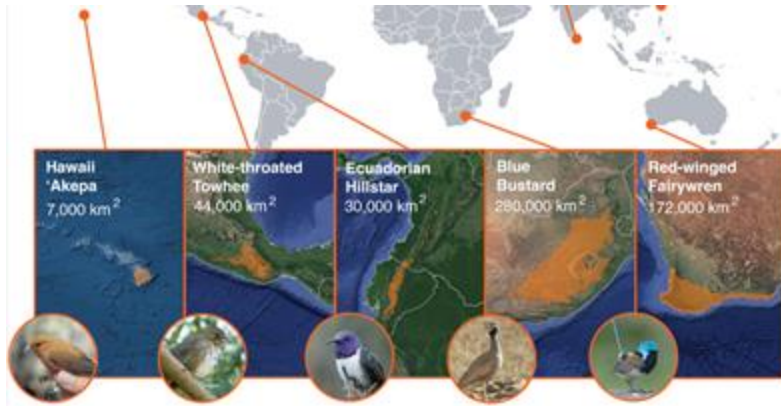 Hawaii
'Akepa
7,000 km²
White-throated
Towhee
44,000 km²
Ecuadorian
Hillstar
30,000 km²
Blue
Bustard
280,000 km²
Red-winged
Fairywren
172,000 km²